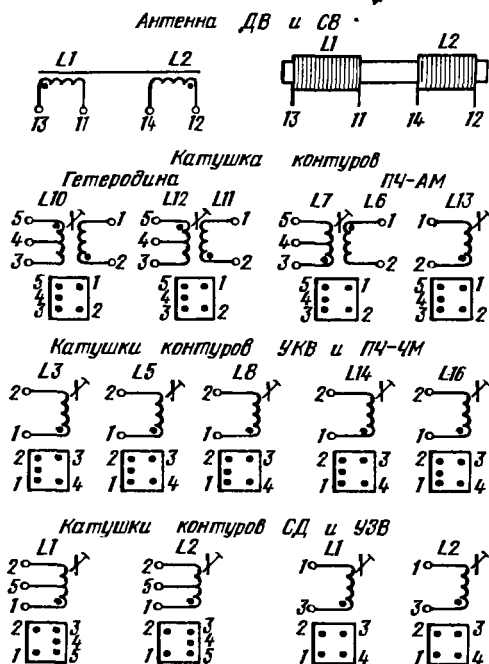 Антенна ДВ и СВ
L1 L2 L1 L2
13 11 14 12 13 11 14 12
Катушка контуров
Гетеродина ПЧ-АМ
L10 L12 L11 L7 L6 L13
5 1 5 1 5 1 1
4 4 4
3 2 3 2 3 2 2
5 1 5 1 5 1 5 1
4 4 4 4
3 2 3 2 3 2 3 2
Катушки контуров УКВ и ПЧ-ЧМ
L3 L5 L8 L14 L16
2 2 2 2 2
1 1 1 1 1
2 3 2 3 2 3 2 3 2 3
1 4 1 4 1 4 1 4 1 4
Катушки контуров СД и УЗВ
L1 L2 L1 L2
2 2 1 1
5 5
1 1 3 3
2 3 2 3 2 3 2 3
4 4
1 5 1 5 1 4 1 4